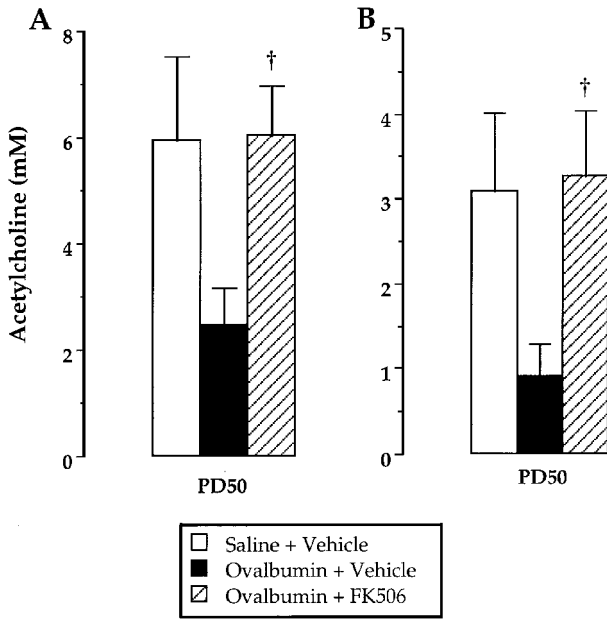 A
B
Acetylcholine (mM)
8
6
4
2
0
†
PD50
5
4
3
2
1
0
†
PD50
Saline + Vehicle
Ovalbumin + Vehicle
Ovalbumin + FK506